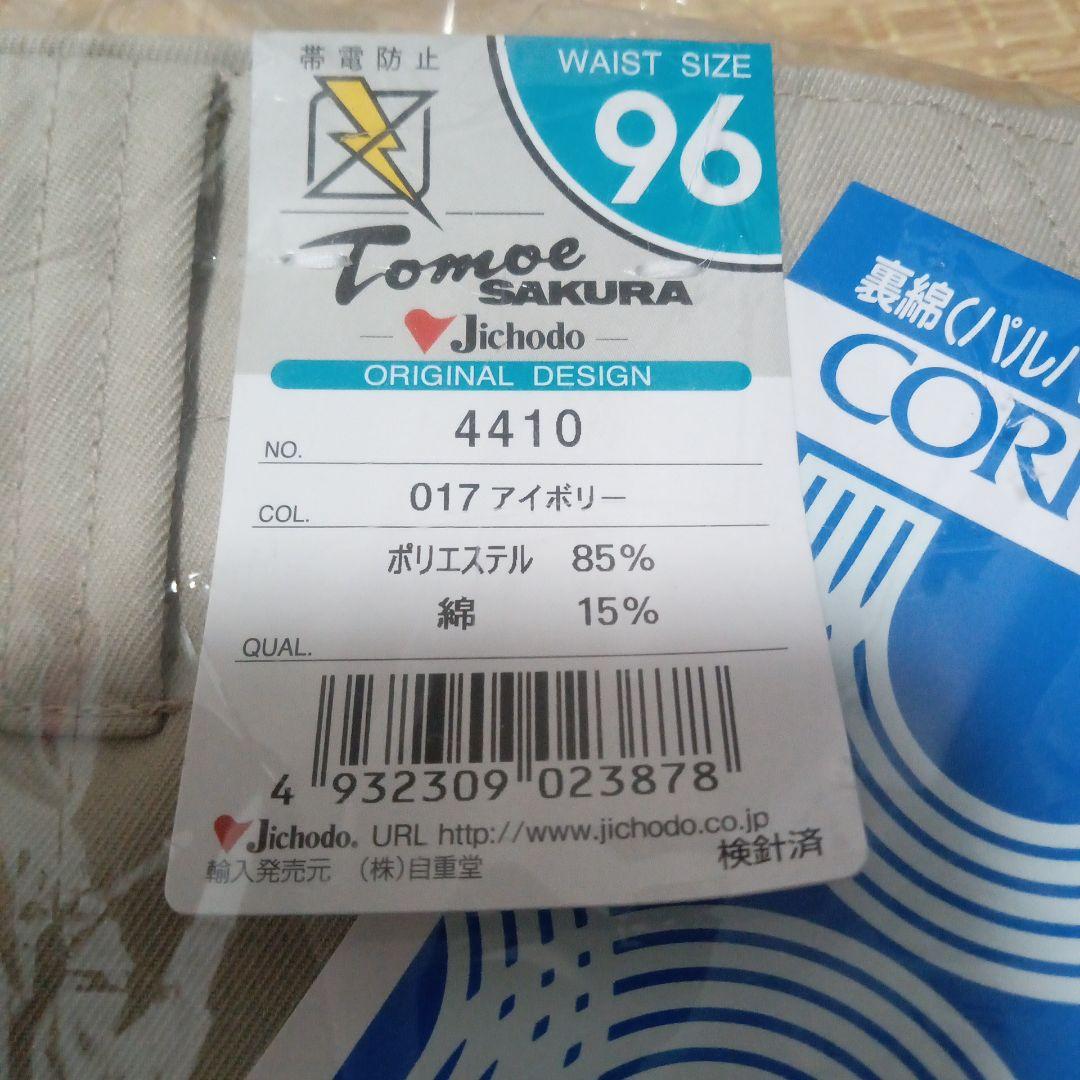 帯電防止
WAIST SIZE
96
Tomoe
SAKURA
Jichodo
ORIGINAL DESIGN
NO. 4410
COL. 017 アイボリー
ポリエステル 85%
綿 15%
QUAL.
4 932309 023878
Jichodo. URL http://www.jichodo.co.jp
輸入発売元 (株)自重堂
検針済
裏綿(パル